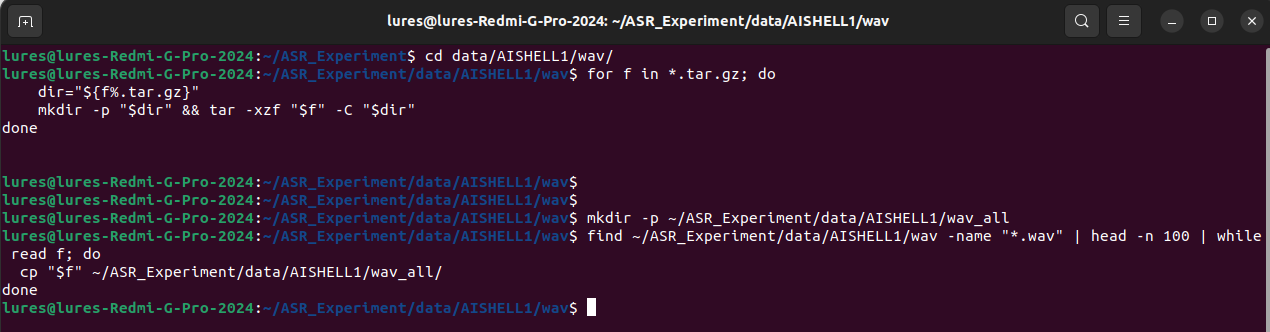 lures@lures-Redmi-G-Pro-2024: ~/ASR_Experiment/data/AISHELL1/wav
lures@lures-Redmi-G-Pro-2024:~/ASR_Experiment$ cd data/AISHELL1/wav/
lures@lures-Redmi-G-Pro-2024:~/ASR_Experiment/data/AISHELL1/wav$ for f in *.tar.gz; do
    dir="${f%.tar.gz}"
    mkdir -p "$dir" && tar -xzf "$f" -C "$dir"
done
lures@lures-Redmi-G-Pro-2024:~/ASR_Experiment/data/AISHELL1/wav$
lures@lures-Redmi-G-Pro-2024:~/ASR_Experiment/data/AISHELL1/wav$
lures@lures-Redmi-G-Pro-2024:~/ASR_Experiment/data/AISHELL1/wav$ mkdir -p ~/ASR_Experiment/data/AISHELL1/wav_all
lures@lures-Redmi-G-Pro-2024:~/ASR_Experiment/data/AISHELL1/wav$ find ~/ASR_Experiment/data/AISHELL1/wav -name "*.wav" | head -n 100 | while
 read f; do
  cp "$f" ~/ASR_Experiment/data/AISHELL1/wav_all/
done
lures@lures-Redmi-G-Pro-2024:~/ASR_Experiment/data/AISHELL1/wav$